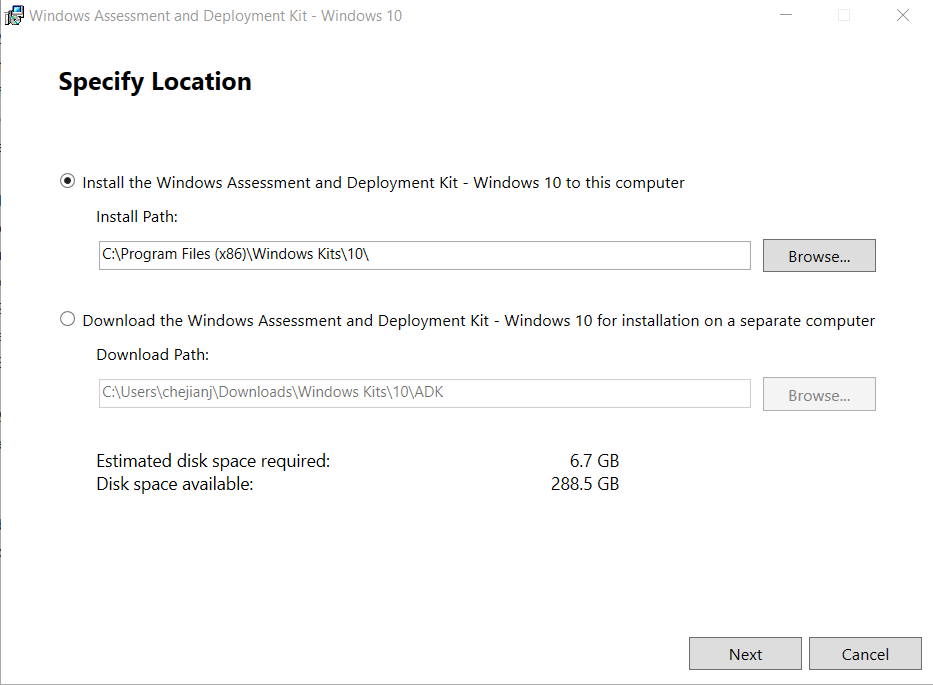 Windows Assessment and Deployment Kit - Windows 10
Specify Location
Install the Windows Assessment and Deployment Kit - Windows 10 to this computer
Install Path:
C:\Program Files (x86)\Windows Kits\10\
Browse...
Download the Windows Assessment and Deployment Kit - Windows 10 for installation on a separate computer
Download Path:
C:\Users\chejianj\Downloads\Windows Kits\10\ADK
Browse...
Estimated disk space required: 6.7 GB
Disk space available: 288.5 GB
Next Cancel